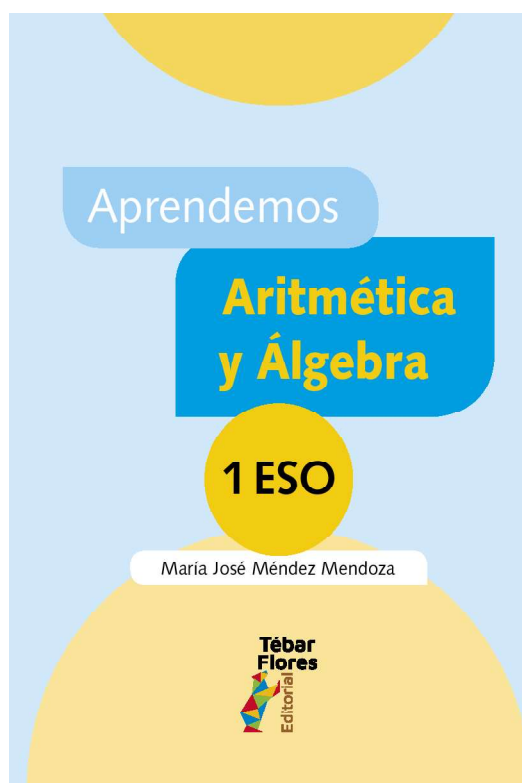 Aprendemos
Aritmética
y Álgebra
1 ESO
María José Méndez Mendoza
Tébar
Flores
Editorial